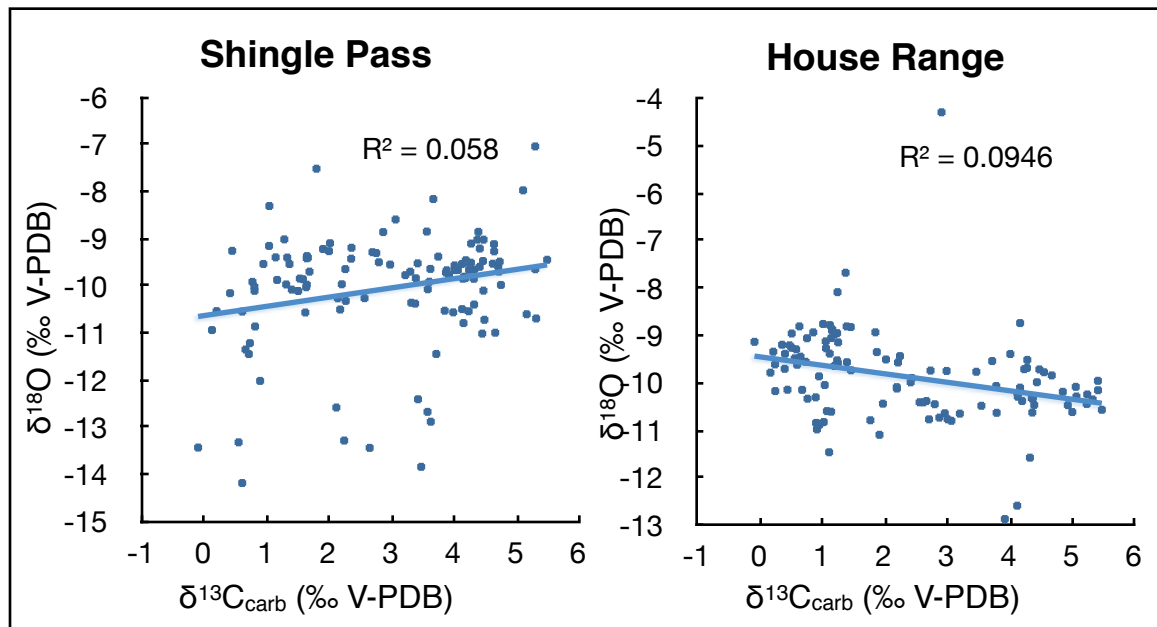 Shingle Pass
House Range
R² = 0.058
R² = 0.0946
δ¹⁸O (‰ V-PDB)
-6
-7
-8
-9
-10
-11
-12
-13
-14
-15
-1 0 1 2 3 4 5 6
δ¹³Ccarb (‰ V-PDB)
δ¹⁸O (‰ V-PDB)
-4
-5
-6
-7
-8
-9
-10
-11
-12
-13
-1 0 1 2 3 4 5 6
δ¹³Ccarb (‰ V-PDB)